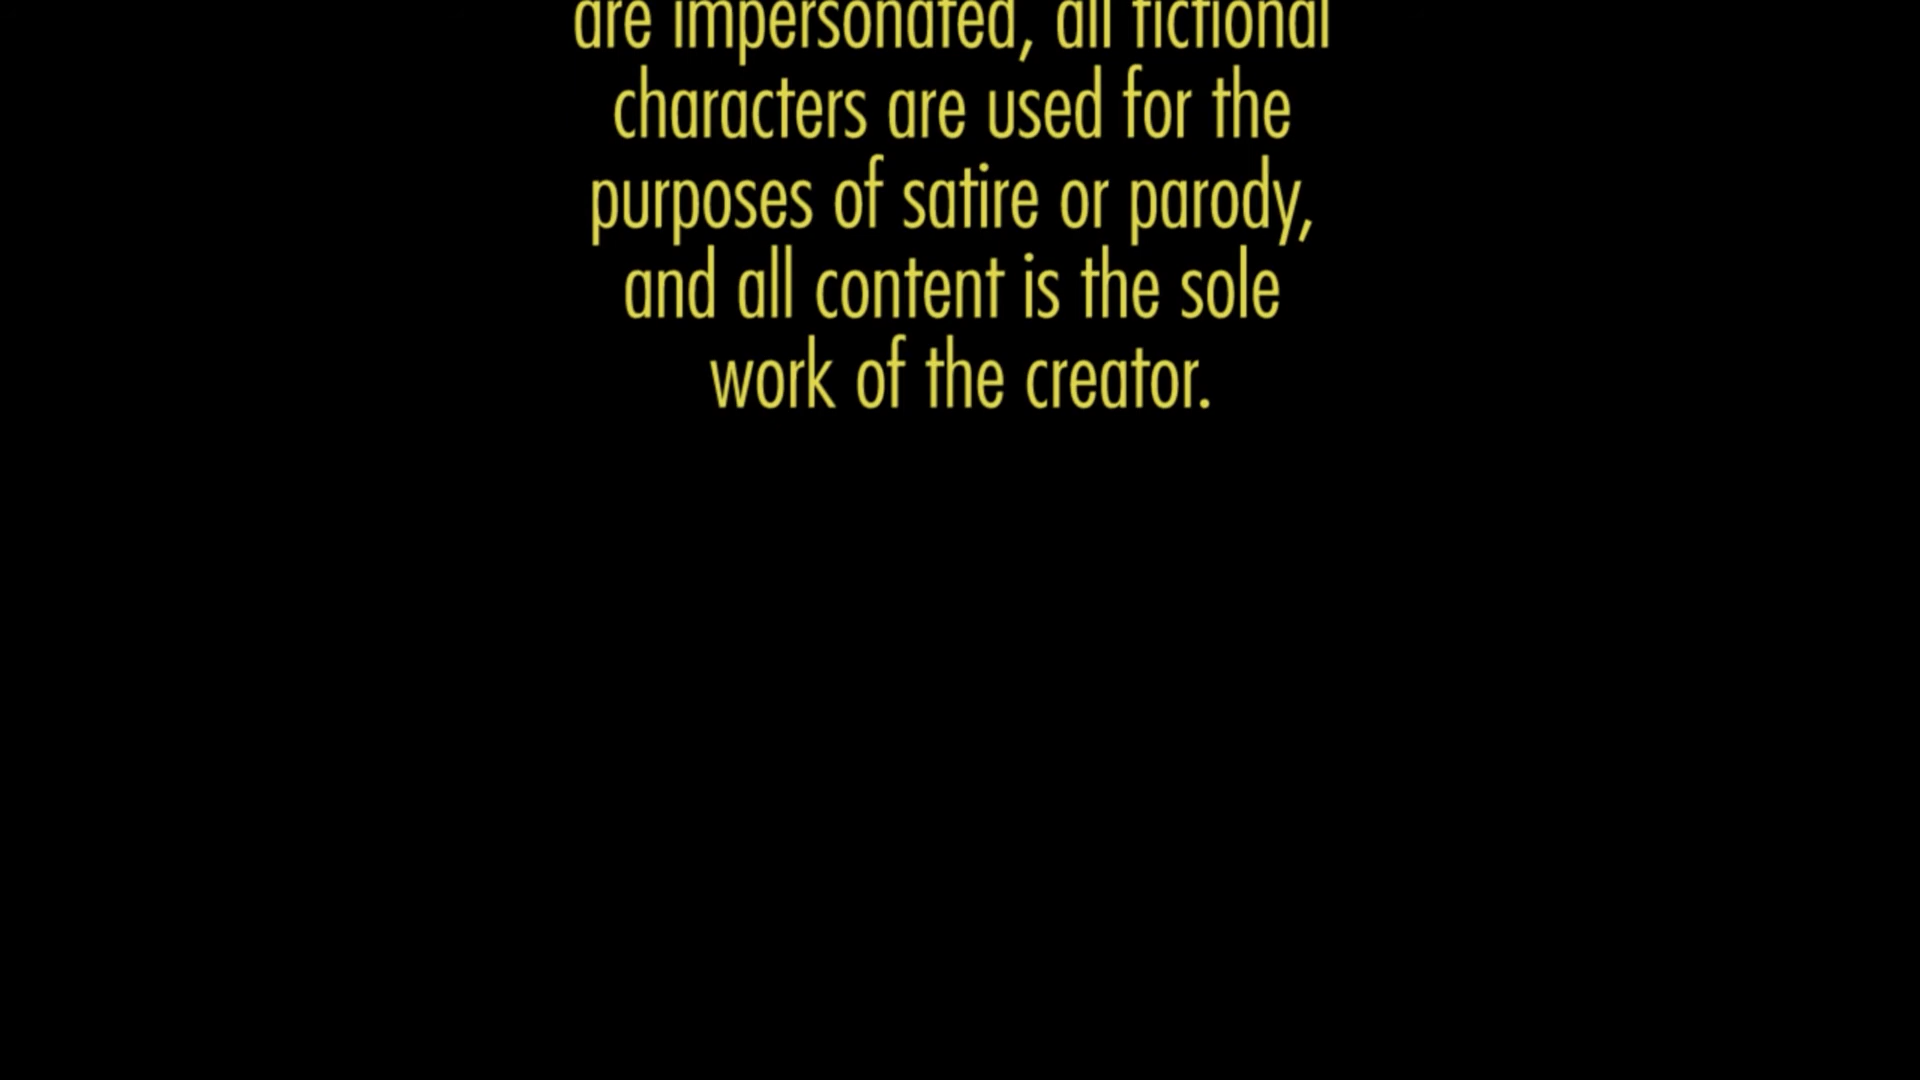 are impersonated, all fictional
characters are used for the
purposes of satire or parody,
and all content is the sole
work of the creator.